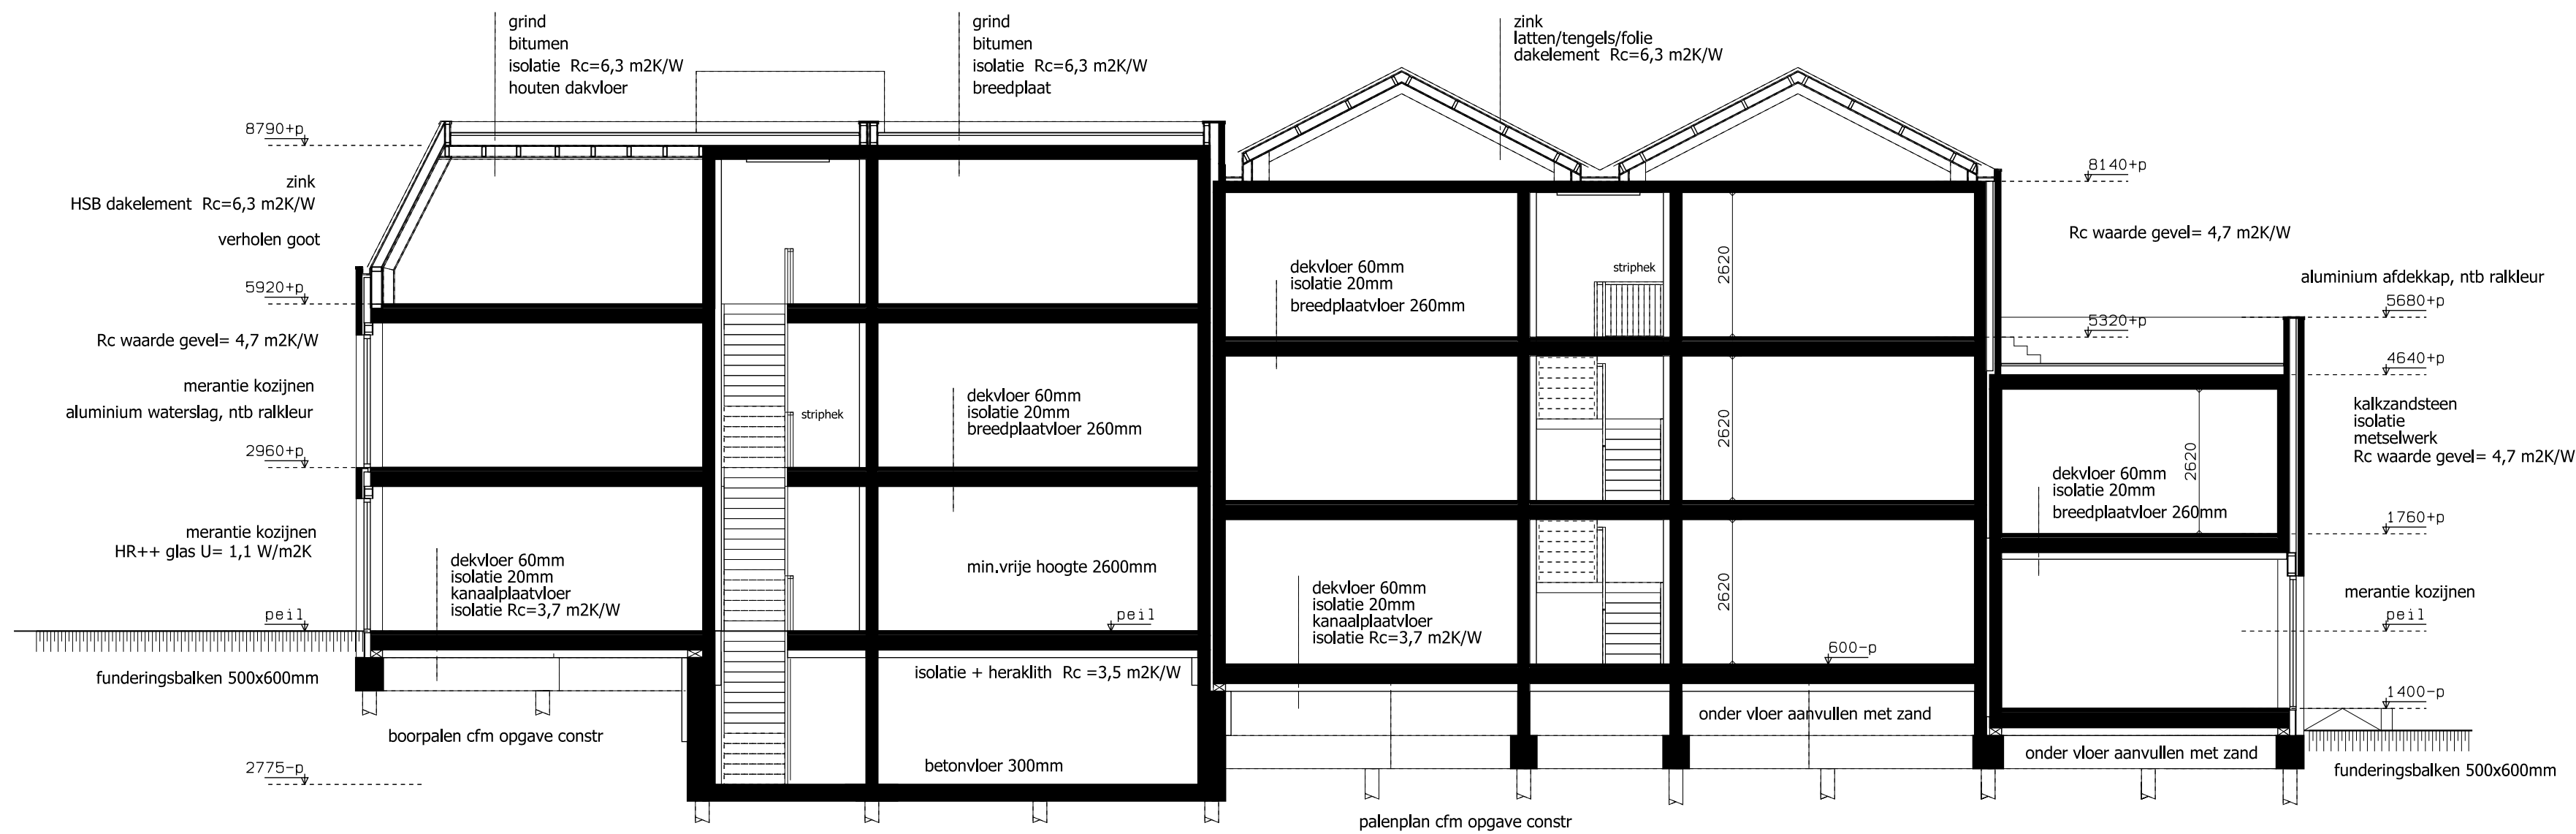 grind
bitumen
isolatie Rc=6,3 m2K/W
houten dakvloer
grind
bitumen
isolatie Rc=6,3 m2K/W
breedplaat
zink
latten/tengels/folie
dakelement Rc=6,3 m2K/W
8790+p
zink
HSB dakelement Rc=6,3 m2K/W
verholen goot
5920+p
Rc waarde gevel= 4,7 m2K/W
merantie kozijnen
aluminium waterslag, ntb ralkleur
2960+p
merantie kozijnen
HR++ glas U= 1,1 W/m2K
peil
funderingsbalken 500x600mm
boorpalen cfm opgave constr
2775-p
dekvloer 60mm
isolatie 20mm
kanaalplaatvloer
isolatie Rc=3,7 m2K/W
striphek
dekvloer 60mm
isolatie 20mm
breedplaatvloer 260mm
min.vrije hoogte 2600mm
peil
isolatie + heraklith Rc =3,5 m2K/W
betonvloer 300mm
dekvloer 60mm
isolatie 20mm
breedplaatvloer 260mm
striphek
2620
2620
2620
dekvloer 60mm
isolatie 20mm
kanaalplaatvloer
isolatie Rc=3,7 m2K/W
600-p
onder vloer aanvullen met zand
palenplan cfm opgave constr
8140+p
Rc waarde gevel= 4,7 m2K/W
aluminium afdekkap, ntb ralkleur
5680+p
5320+p
4640+p
kalkzandsteen
isolatie
metselwerk
Rc waarde gevel= 4,7 m2K/W
2620
dekvloer 60mm
isolatie 20mm
breedplaatvloer 260mm
1760+p
merantie kozijnen
peil
1400-p
onder vloer aanvullen met zand
funderingsbalken 500x600mm